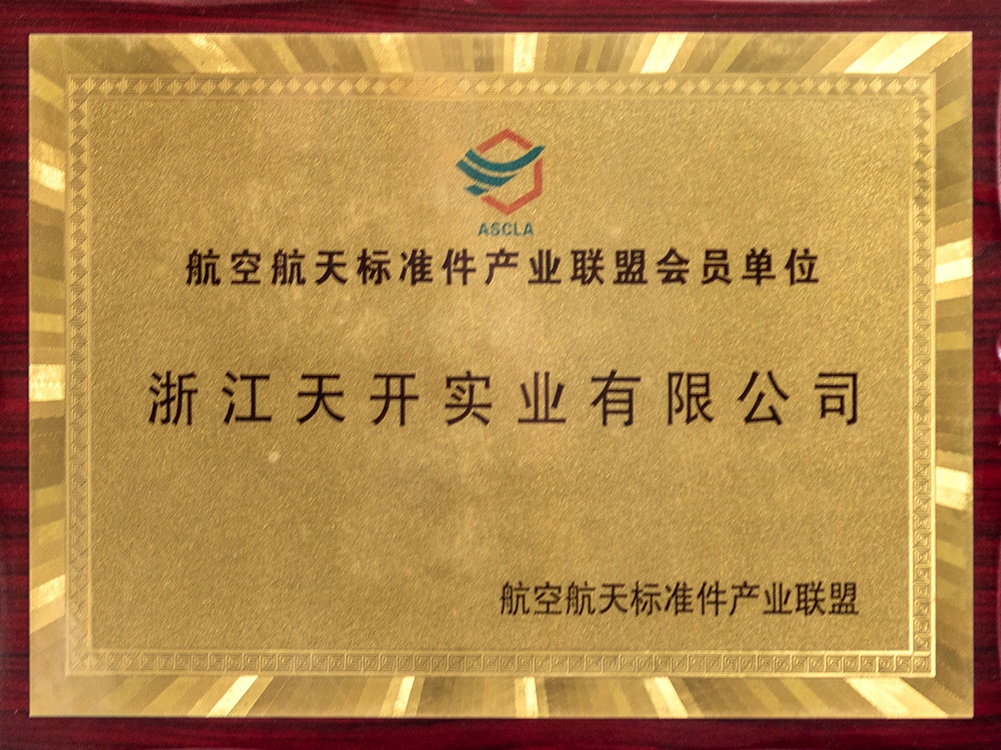 ASCLA
航空航天标准件产业联盟会员单位
浙江天开实业有限公司
航空航天标准件产业联盟